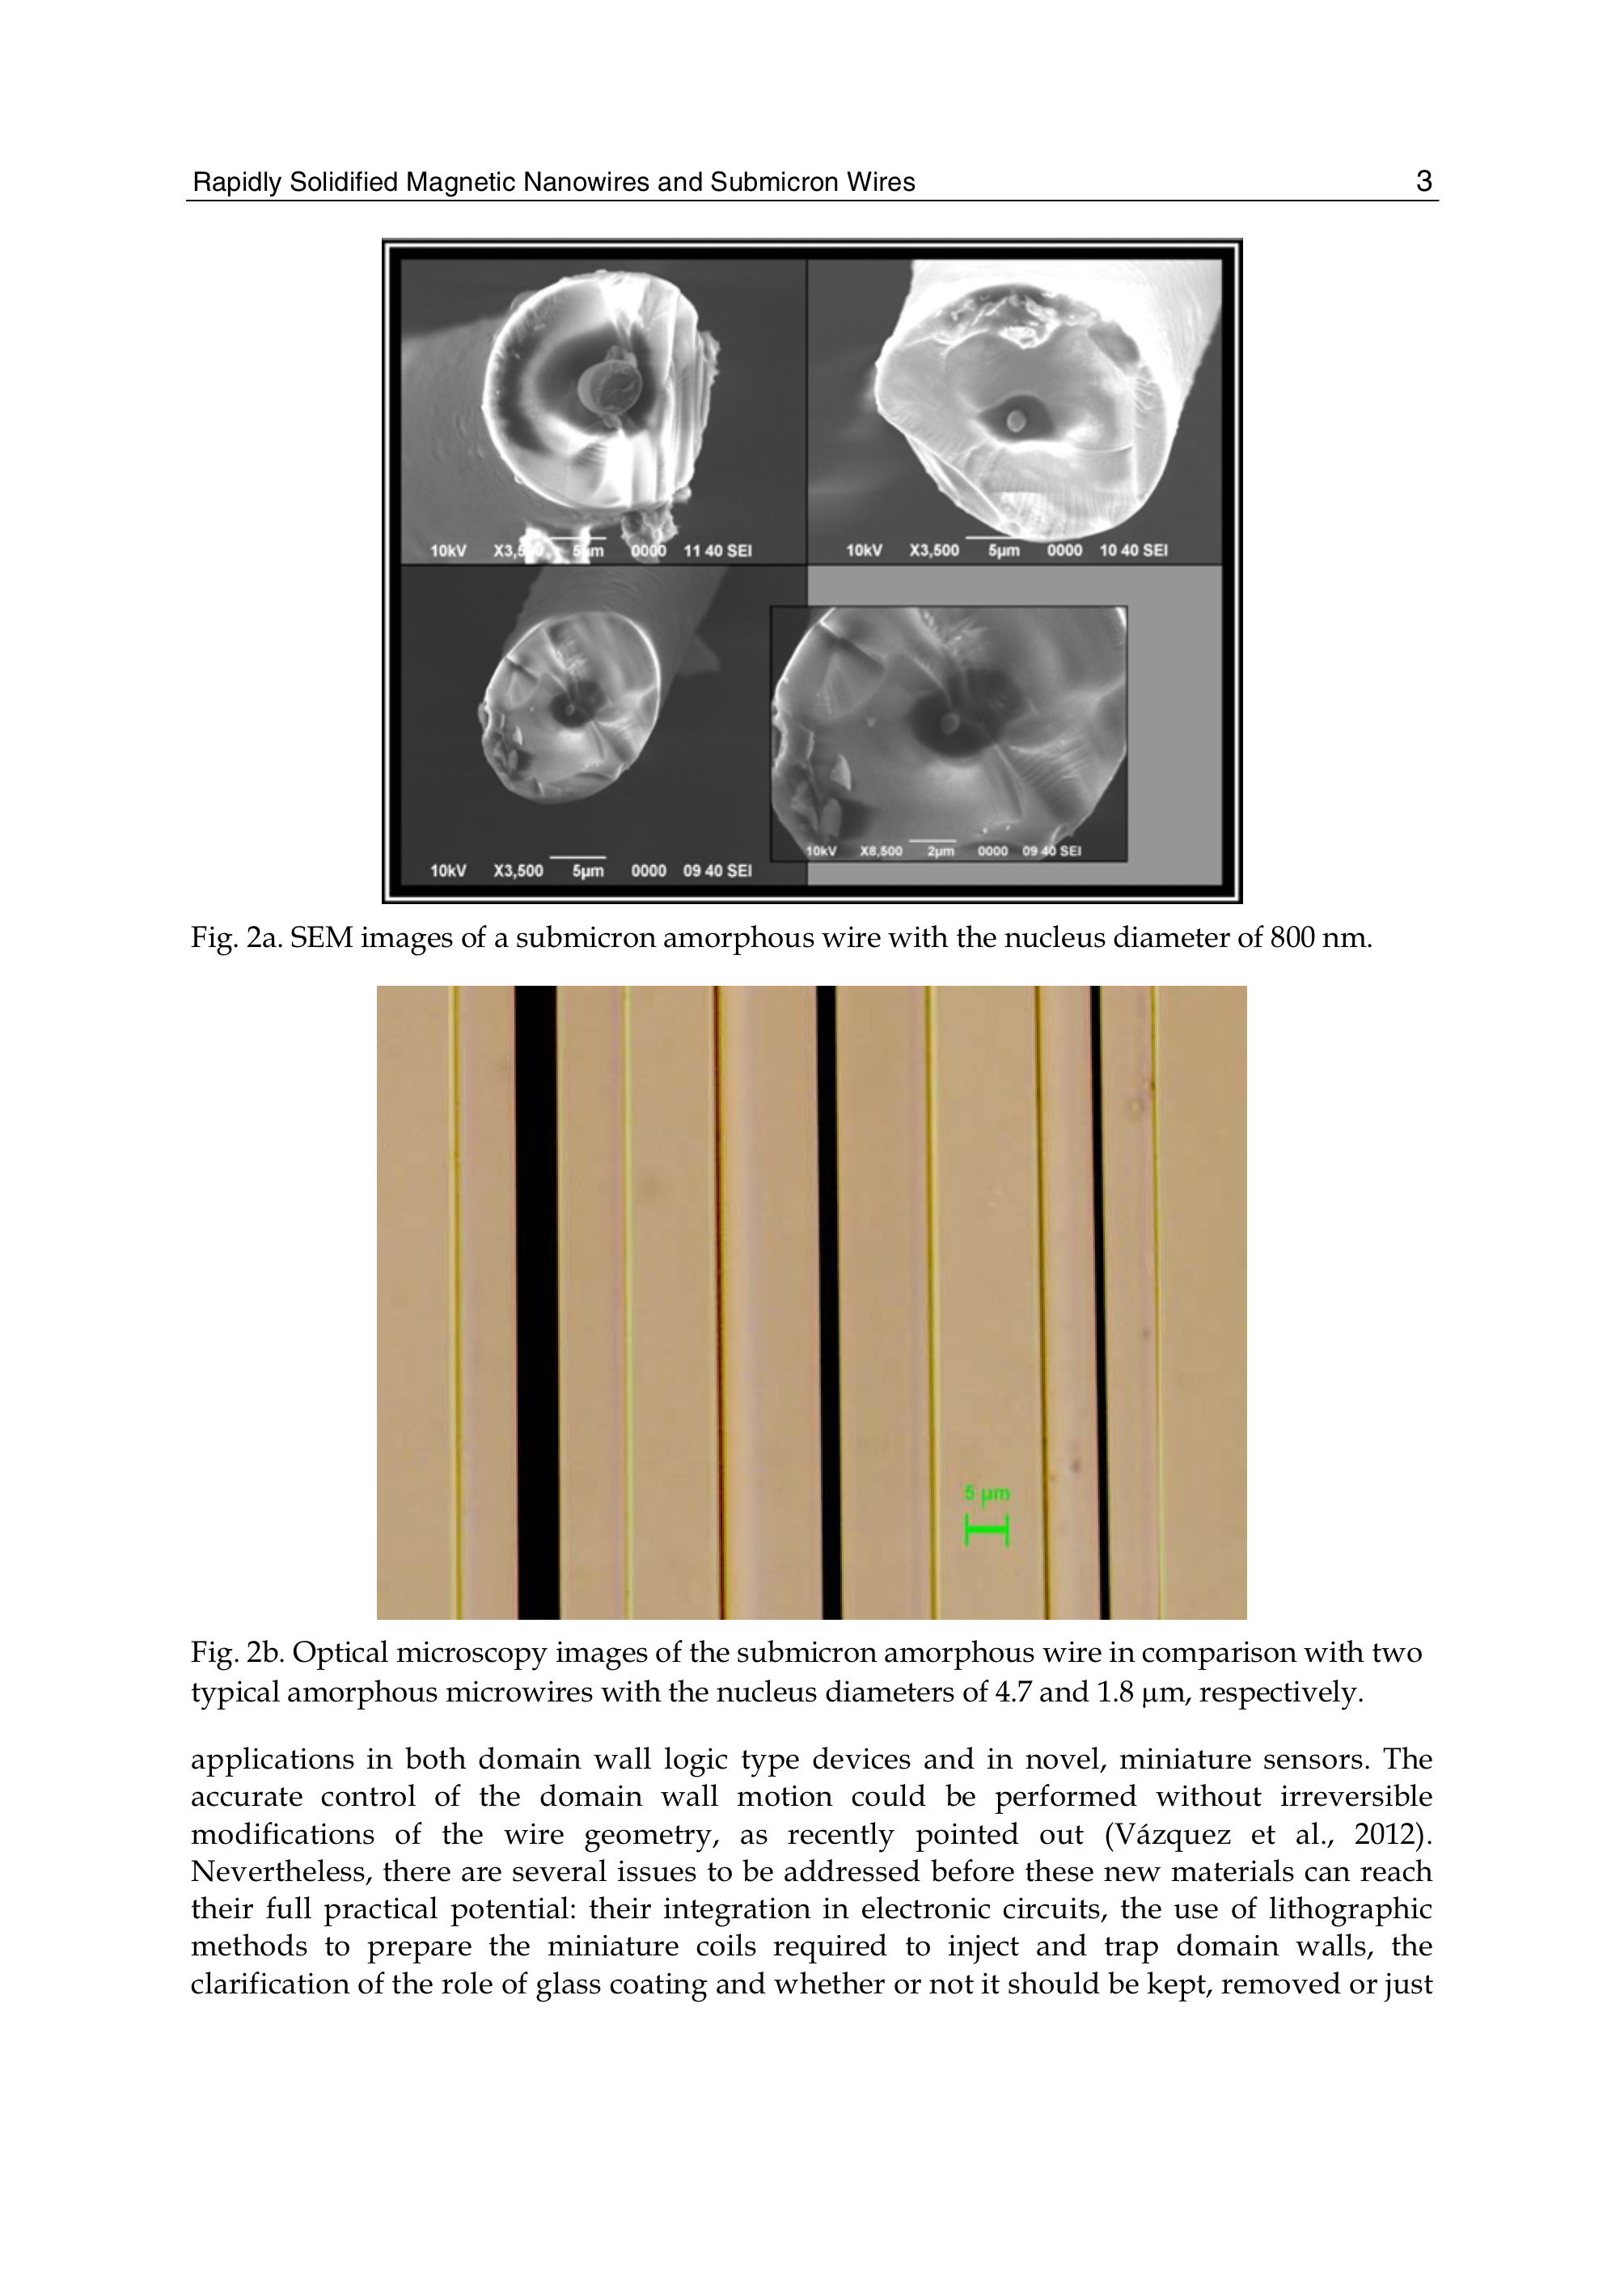 Rapidly Solidified Magnetic Nanowires and Submicron Wires 3
10kV X3,500 5µm 0000 11 40 SEI
10kV X3,500 5µm 0000 10 40 SEI
10kV X8,500 2µm 0000 09 40 SEI
10kV X3,500 5µm 0000 09 40 SEI
Fig. 2a. SEM images of a submicron amorphous wire with the nucleus diameter of 800 nm.
5 µm
Fig. 2b. Optical microscopy images of the submicron amorphous wire in comparison with two
typical amorphous microwires with the nucleus diameters of 4.7 and 1.8 µm, respectively.
applications in both domain wall logic type devices and in novel, miniature sensors. The
accurate control of the domain wall motion could be performed without irreversible
modifications of the wire geometry, as recently pointed out (Vázquez et al., 2012).
Nevertheless, there are several issues to be addressed before these new materials can reach
their full practical potential: their integration in electronic circuits, the use of lithographic
methods to prepare the miniature coils required to inject and trap domain walls, the
clarification of the role of glass coating and whether or not it should be kept, removed or just